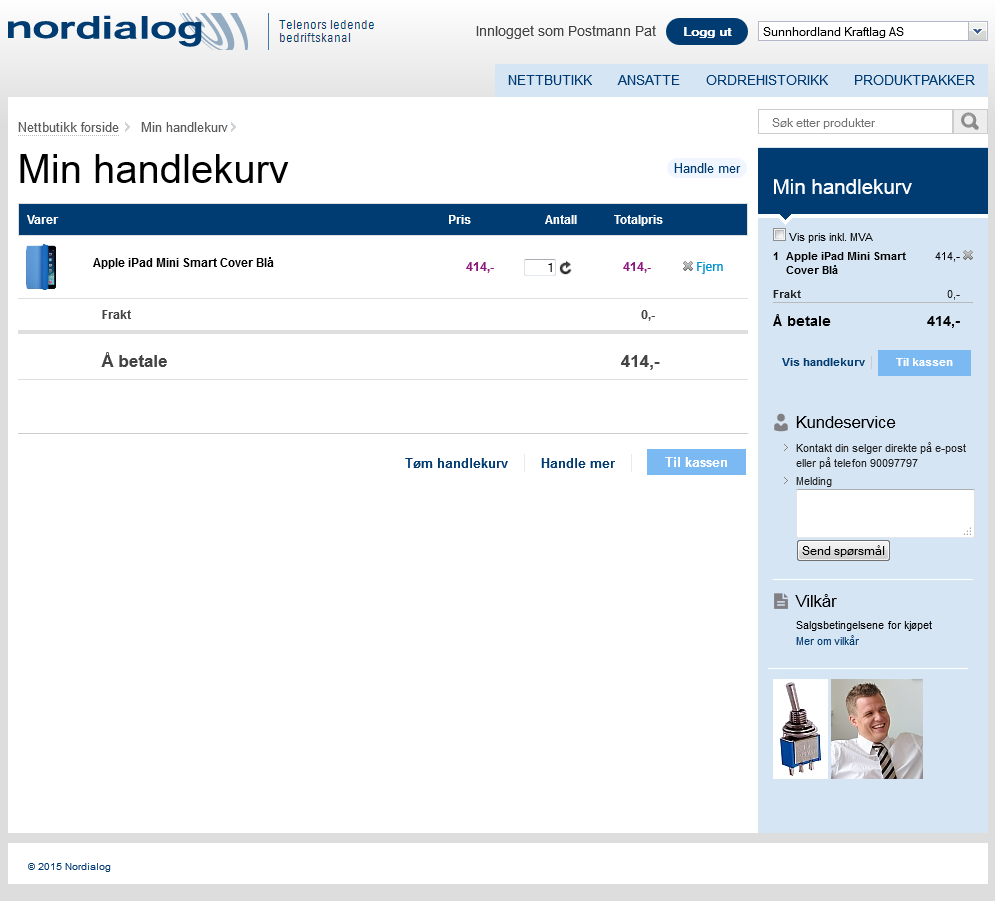 nordialog
Telenors ledende
bedriftskanal
Innlogget som Postmann Pat
Logg ut
Sunnhordland Kraftlag AS
NETTBUTIKK ANSATTE ORDREHISTORIKK PRODUKTPAKKER
Nettbutikk forside Min handlekurv
Min handlekurv
Handle mer
Varer Pris Antall Totalpris
Apple iPad Mini Smart Cover Blå 414,- 1 414,- Fjern
Frakt 0,-
Å betale 414,-
Tøm handlekurv Handle mer Til kassen
Søk etter produkter
Min handlekurv
Vis pris inkl. MVA
1 Apple iPad Mini Smart 414,-
Cover Blå
Frakt 0,-
Å betale 414,-
Vis handlekurv Til kassen
Kundeservice
Kontakt din selger direkte på e-post
eller på telefon 90097797
Melding
Send spørsmål
Vilkår
Salgsbetingelsene for kjøpet
Mer om vilkår
© 2015 Nordialog